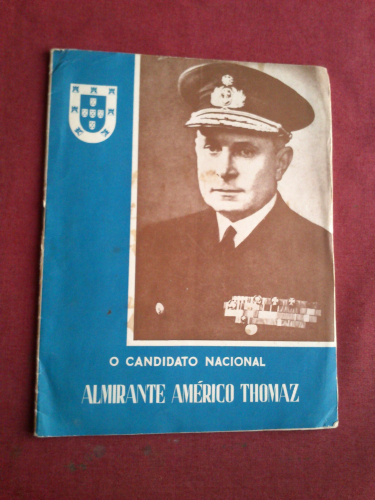 O CANDIDATO NACIONAL
ALMIRANTE AMÉRICO THOMAZ